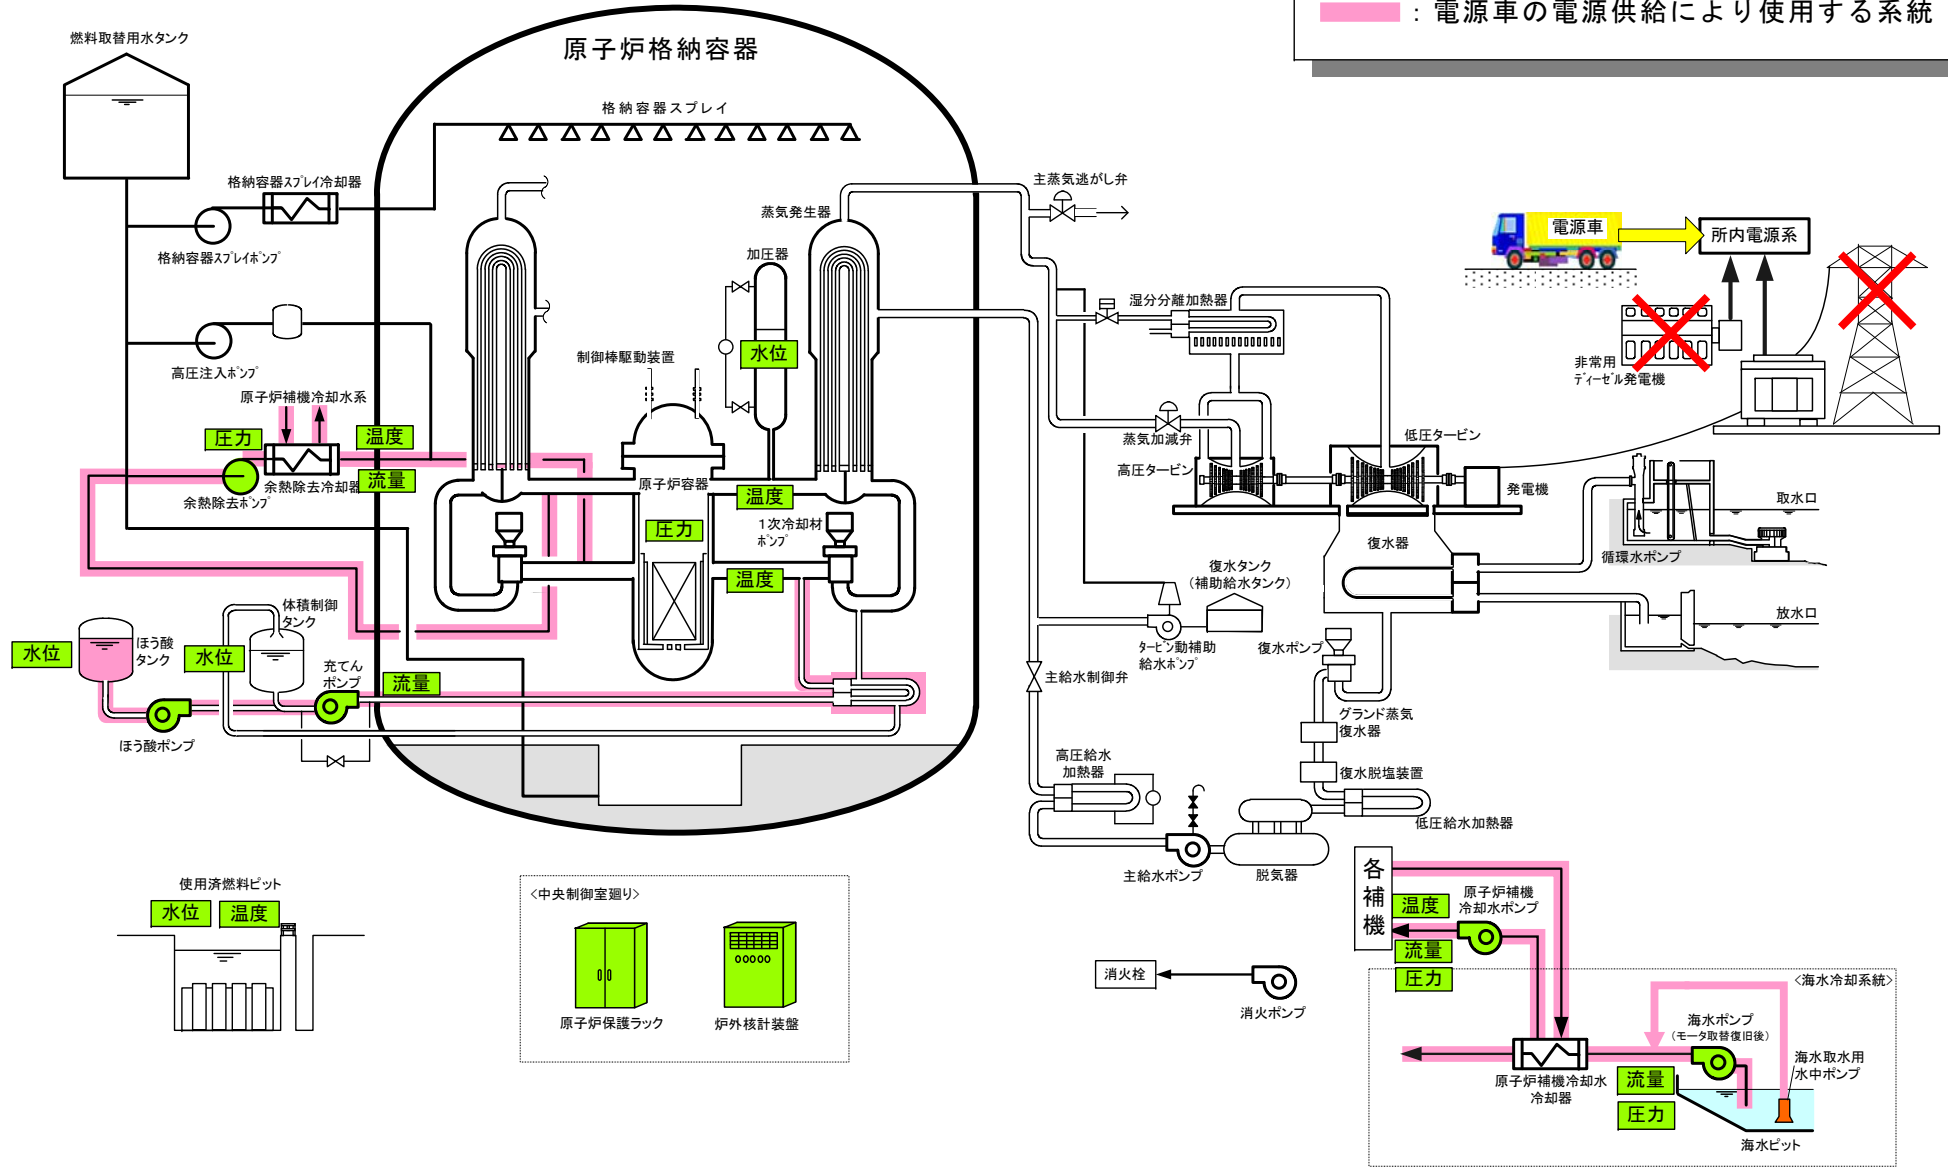 ：電源車の電源供給により使用する系統
燃料取替用水タンク
原子炉格納容器
格納容器スプレイ
格納容器スプレイ冷却器
主蒸気逃がし弁
蒸気発生器
電源車
所内電源系
格納容器スプレイポンプ
加圧器
湿分分離加熱器
水位
制御棒駆動装置
高圧注入ポンプ
非常用
ディーゼル発電機
原子炉補機冷却水系
圧力
温度
蒸気加減弁
低圧タービン
高圧タービン
流量
余熱除去冷却器
余熱除去ポンプ
原子炉容器
温度
発電機
取水口
圧力
１次冷却材
ポンプ
復水器
循環水ポンプ
温度
復水タンク
（補助給水タンク）
体積制御
タンク
放水口
ほう酸
タンク
水位
水位
タービン動補助
給水ポンプ
復水ポンプ
充てん
ポンプ
流量
主給水制御弁
グランド蒸気
復水器
ほう酸ポンプ
高圧給水
加熱器
復水脱塩装置
低圧給水加熱器
主給水ポンプ
脱気器
使用済燃料ピット
水位
温度
<中央制御室廻り>
原子炉保護ラック
炉外核計装盤
各補機
温度
原子炉補機
冷却水ポンプ
流量
圧力
消火栓
消火ポンプ
<海水冷却系統>
海水ポンプ
（モータ取替復旧後）
海水取水用
水中ポンプ
原子炉補機冷却水
冷却器
流量
圧力
海水ピット